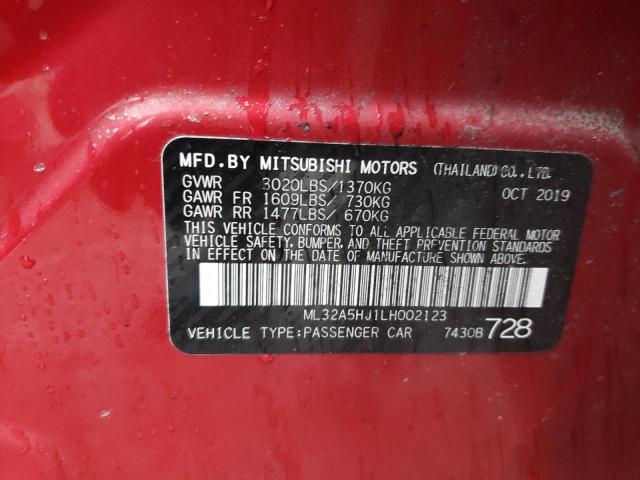 MFD. BY MITSUBISHI MOTORS (THAILAND) CO., LTD.
GVWR 3020LBS/1370KG OCT 2019
GAWR FR 1609LBS/ 730KG
GAWR RR 1477LBS/ 670KG
THIS VEHICLE CONFORMS TO ALL APPLICABLE FEDERAL MOTOR
VEHICLE SAFETY, BUMPER, AND THEFT PREVENTION STANDARDS
IN EFFECT ON THE DATE OF MANUFACTURE SHOWN ABOVE.
ML32A5HJ1LH002123
VEHICLE TYPE:PASSENGER CAR 7430B 728